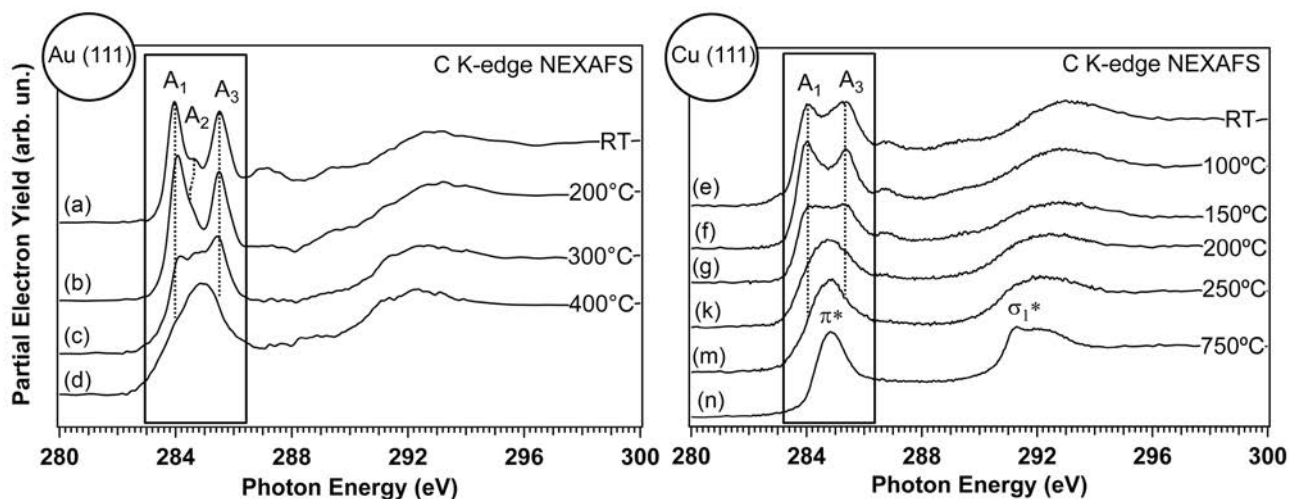 Au (111)
C K-edge NEXAFS
A1
A2
A3
RT
200°C
300°C
400°C
(a)
(b)
(c)
(d)
280
284
288
292
296
300
Photon Energy (eV)
Partial Electron Yield (arb. un.)
Cu (111)
C K-edge NEXAFS
A1
A3
RT
100ºC
150ºC
200ºC
250ºC
750ºC
(e)
(f)
(g)
(k)
(m)
(n)
π*
σ1*
280
284
288
292
296
300
Photon Energy (eV)